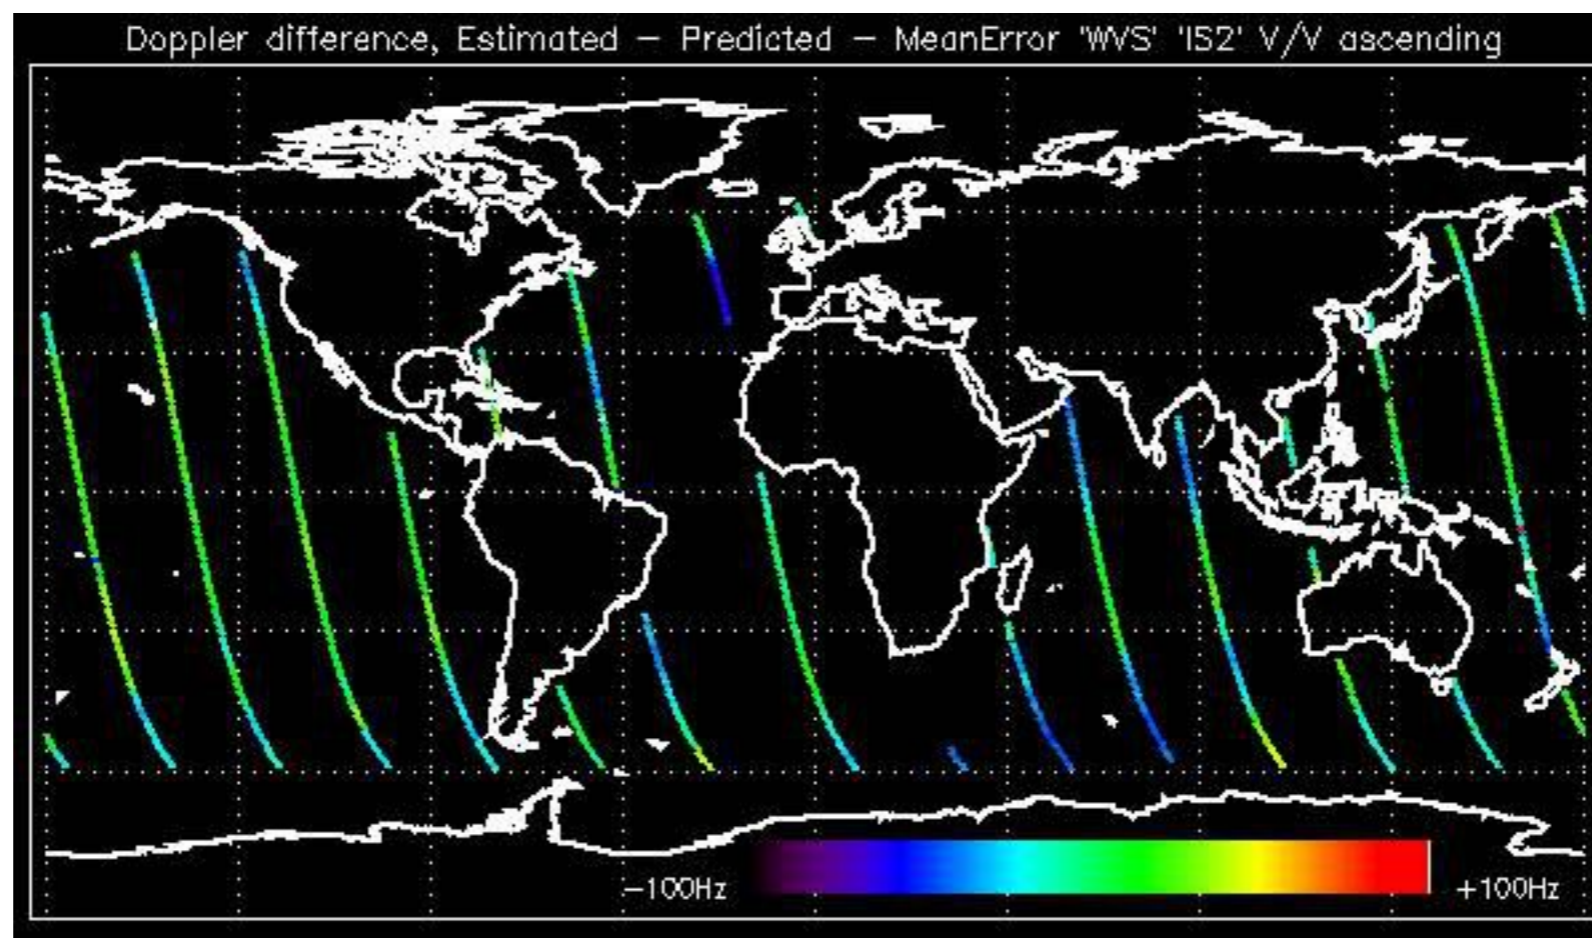 Doppler difference, Estimated – Predicted – MeanError 'WVS' 'IS2' V/V ascending
–100Hz
+100Hz